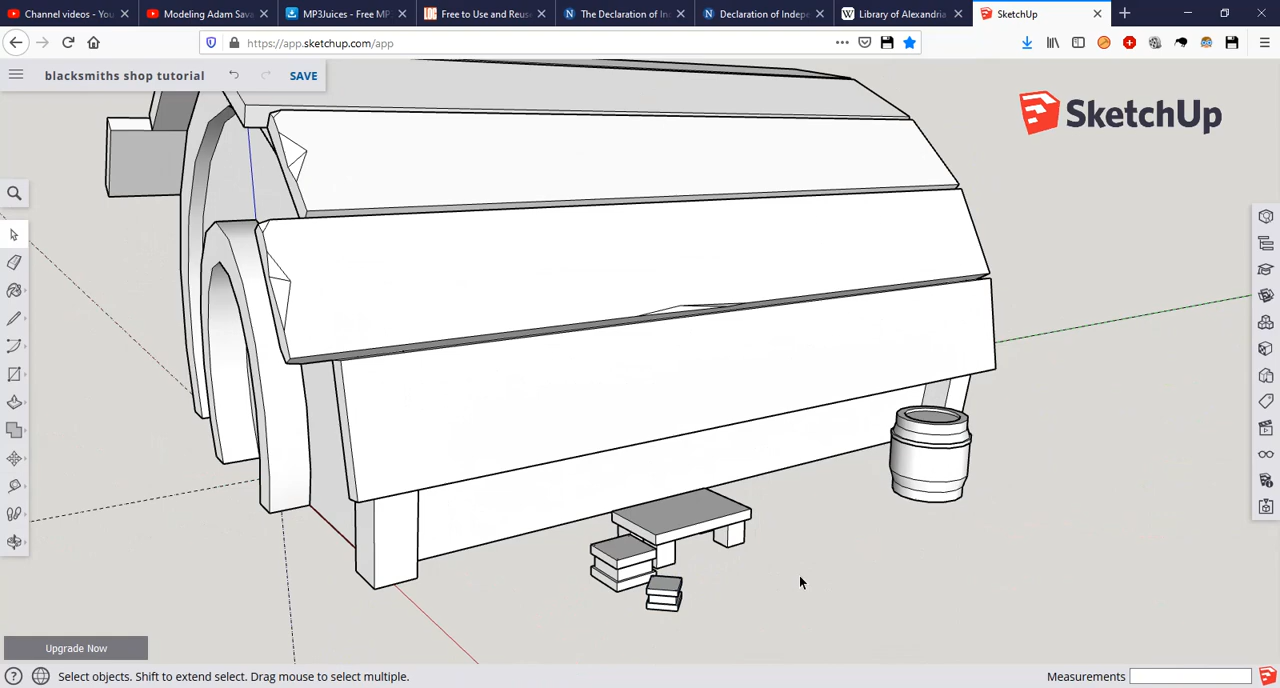 Channel videos - You
Modeling Adam Sava
MP3Juices - Free MP
Free to Use and Reus
The Declaration of In
Declaration of Indepe
Library of Alexandria
SketchUp
https://app.sketchup.com/app
blacksmiths shop tutorial
SAVE
SketchUp
Upgrade Now
Select objects. Shift to extend select. Drag mouse to select multiple.
Measurements